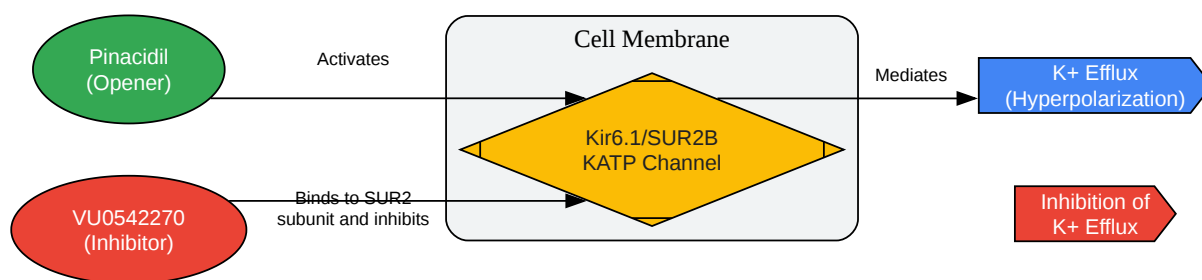 Pinacidil
(Opener)
Activates
Cell Membrane
Mediates
K+ Efflux
(Hyperpolarization)
Kir6.1/SUR2B
KATP Channel
VU0542270
(Inhibitor)
Binds to SUR2
subunit and inhibits
Inhibition of
K+ Efflux